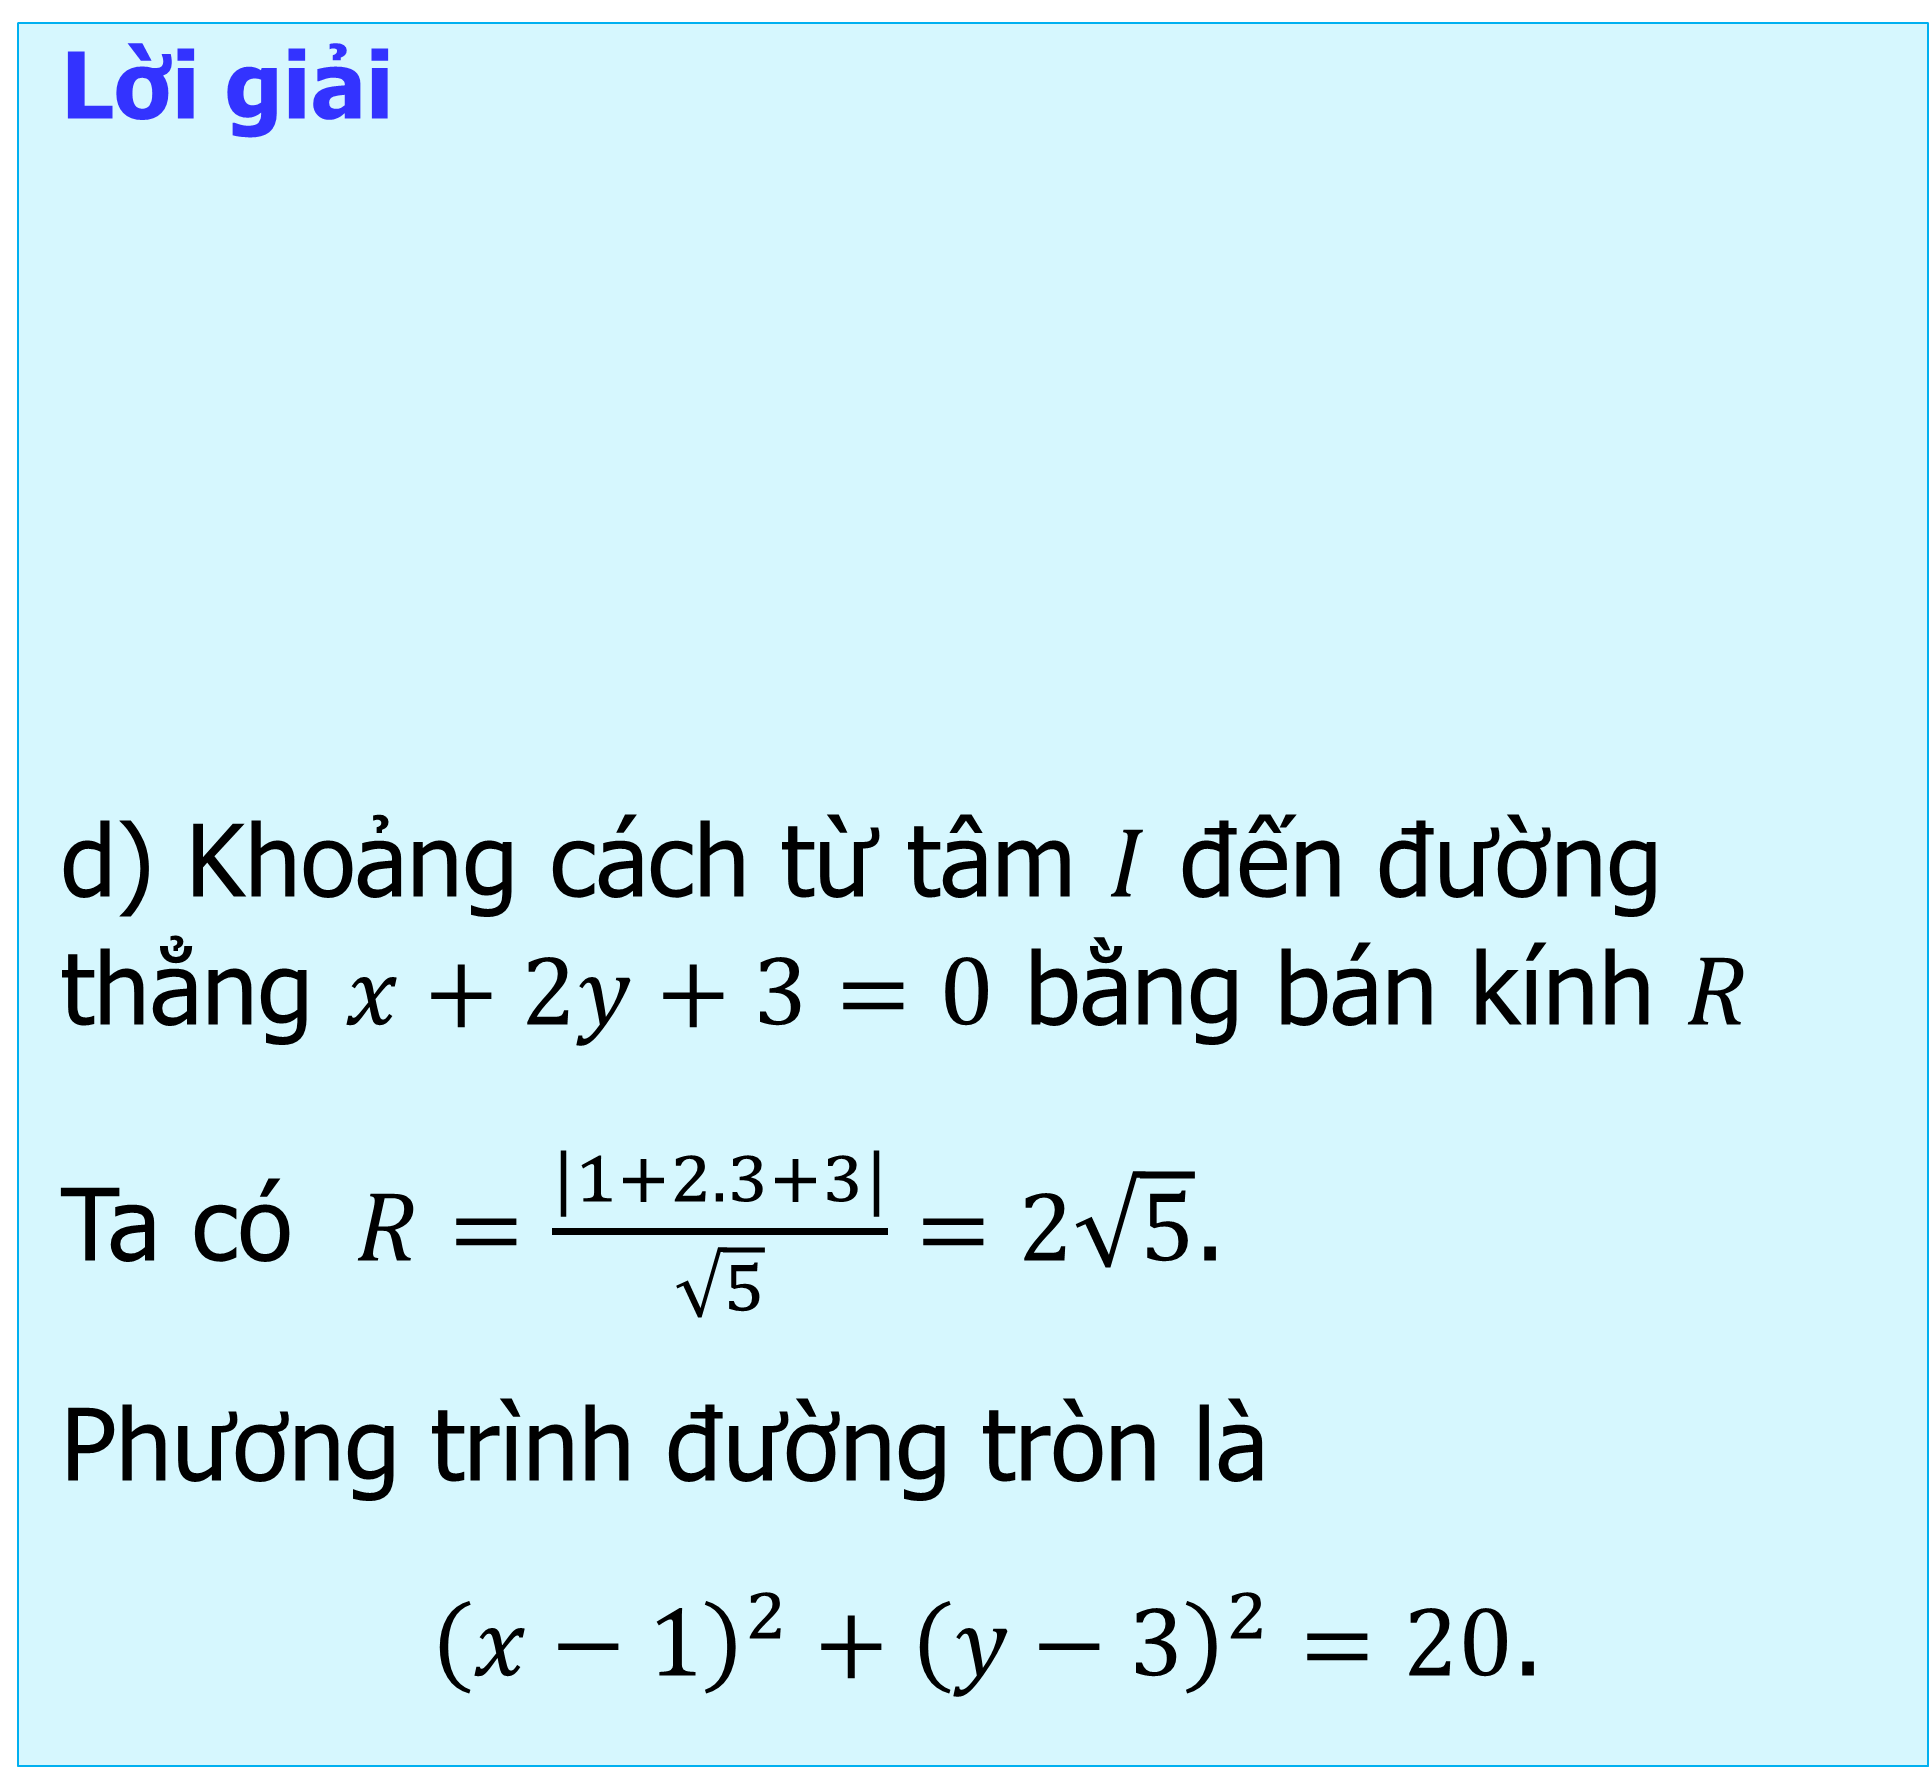 Lời giải
d) Khoảng cách từ tâm I đến đường
thẳng x + 2y + 3 = 0 bằng bán kính R
Ta có R = |1+2.3+3|/√5 = 2√5.
Phương trình đường tròn là
(x − 1)² + (y − 3)² = 20.